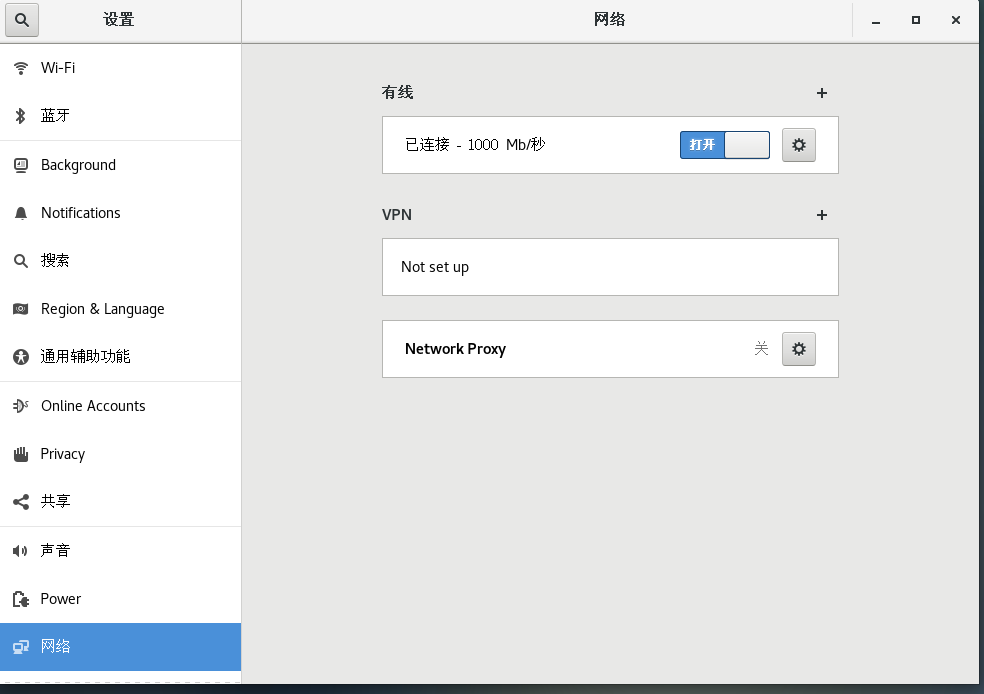 设置
网络
Wi-Fi
蓝牙
Background
Notifications
搜索
Region & Language
通用辅助功能
Online Accounts
Privacy
共享
声音
Power
网络
有线
已连接 - 1000 Mb/秒
打开
VPN
Not set up
Network Proxy
关